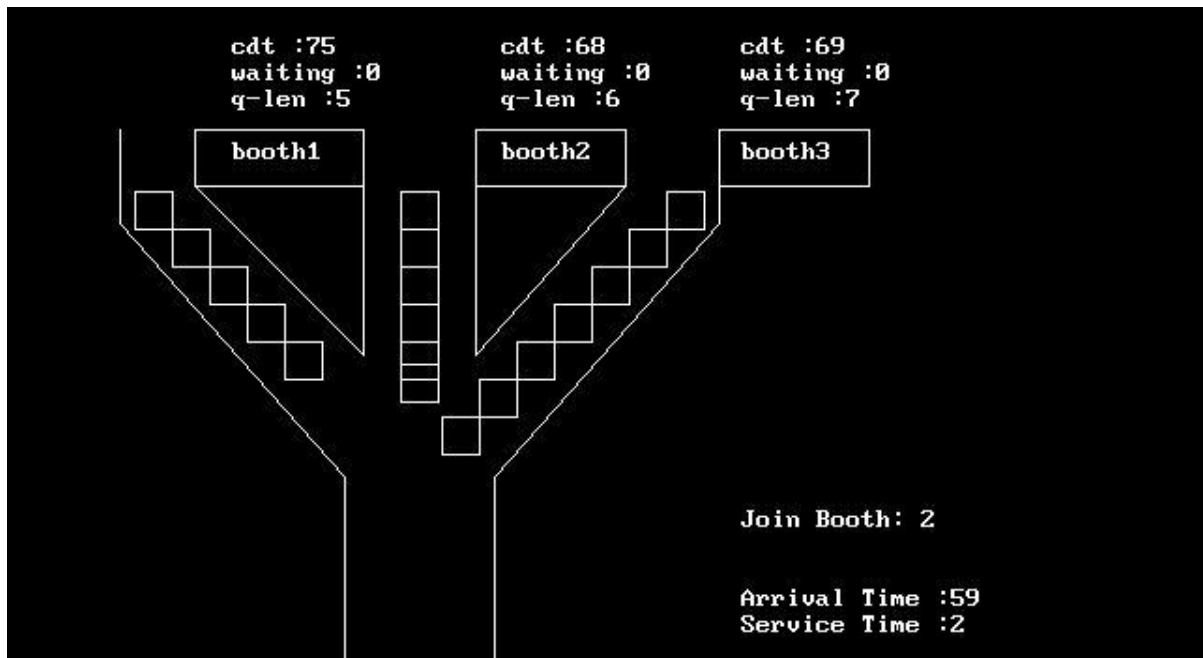 cdt :75
waiting :0
q-len :5
cdt :68
waiting :0
q-len :6
cdt :69
waiting :0
q-len :7
booth1
booth2
booth3
Join Booth: 2
Arrival Time :59
Service Time :2